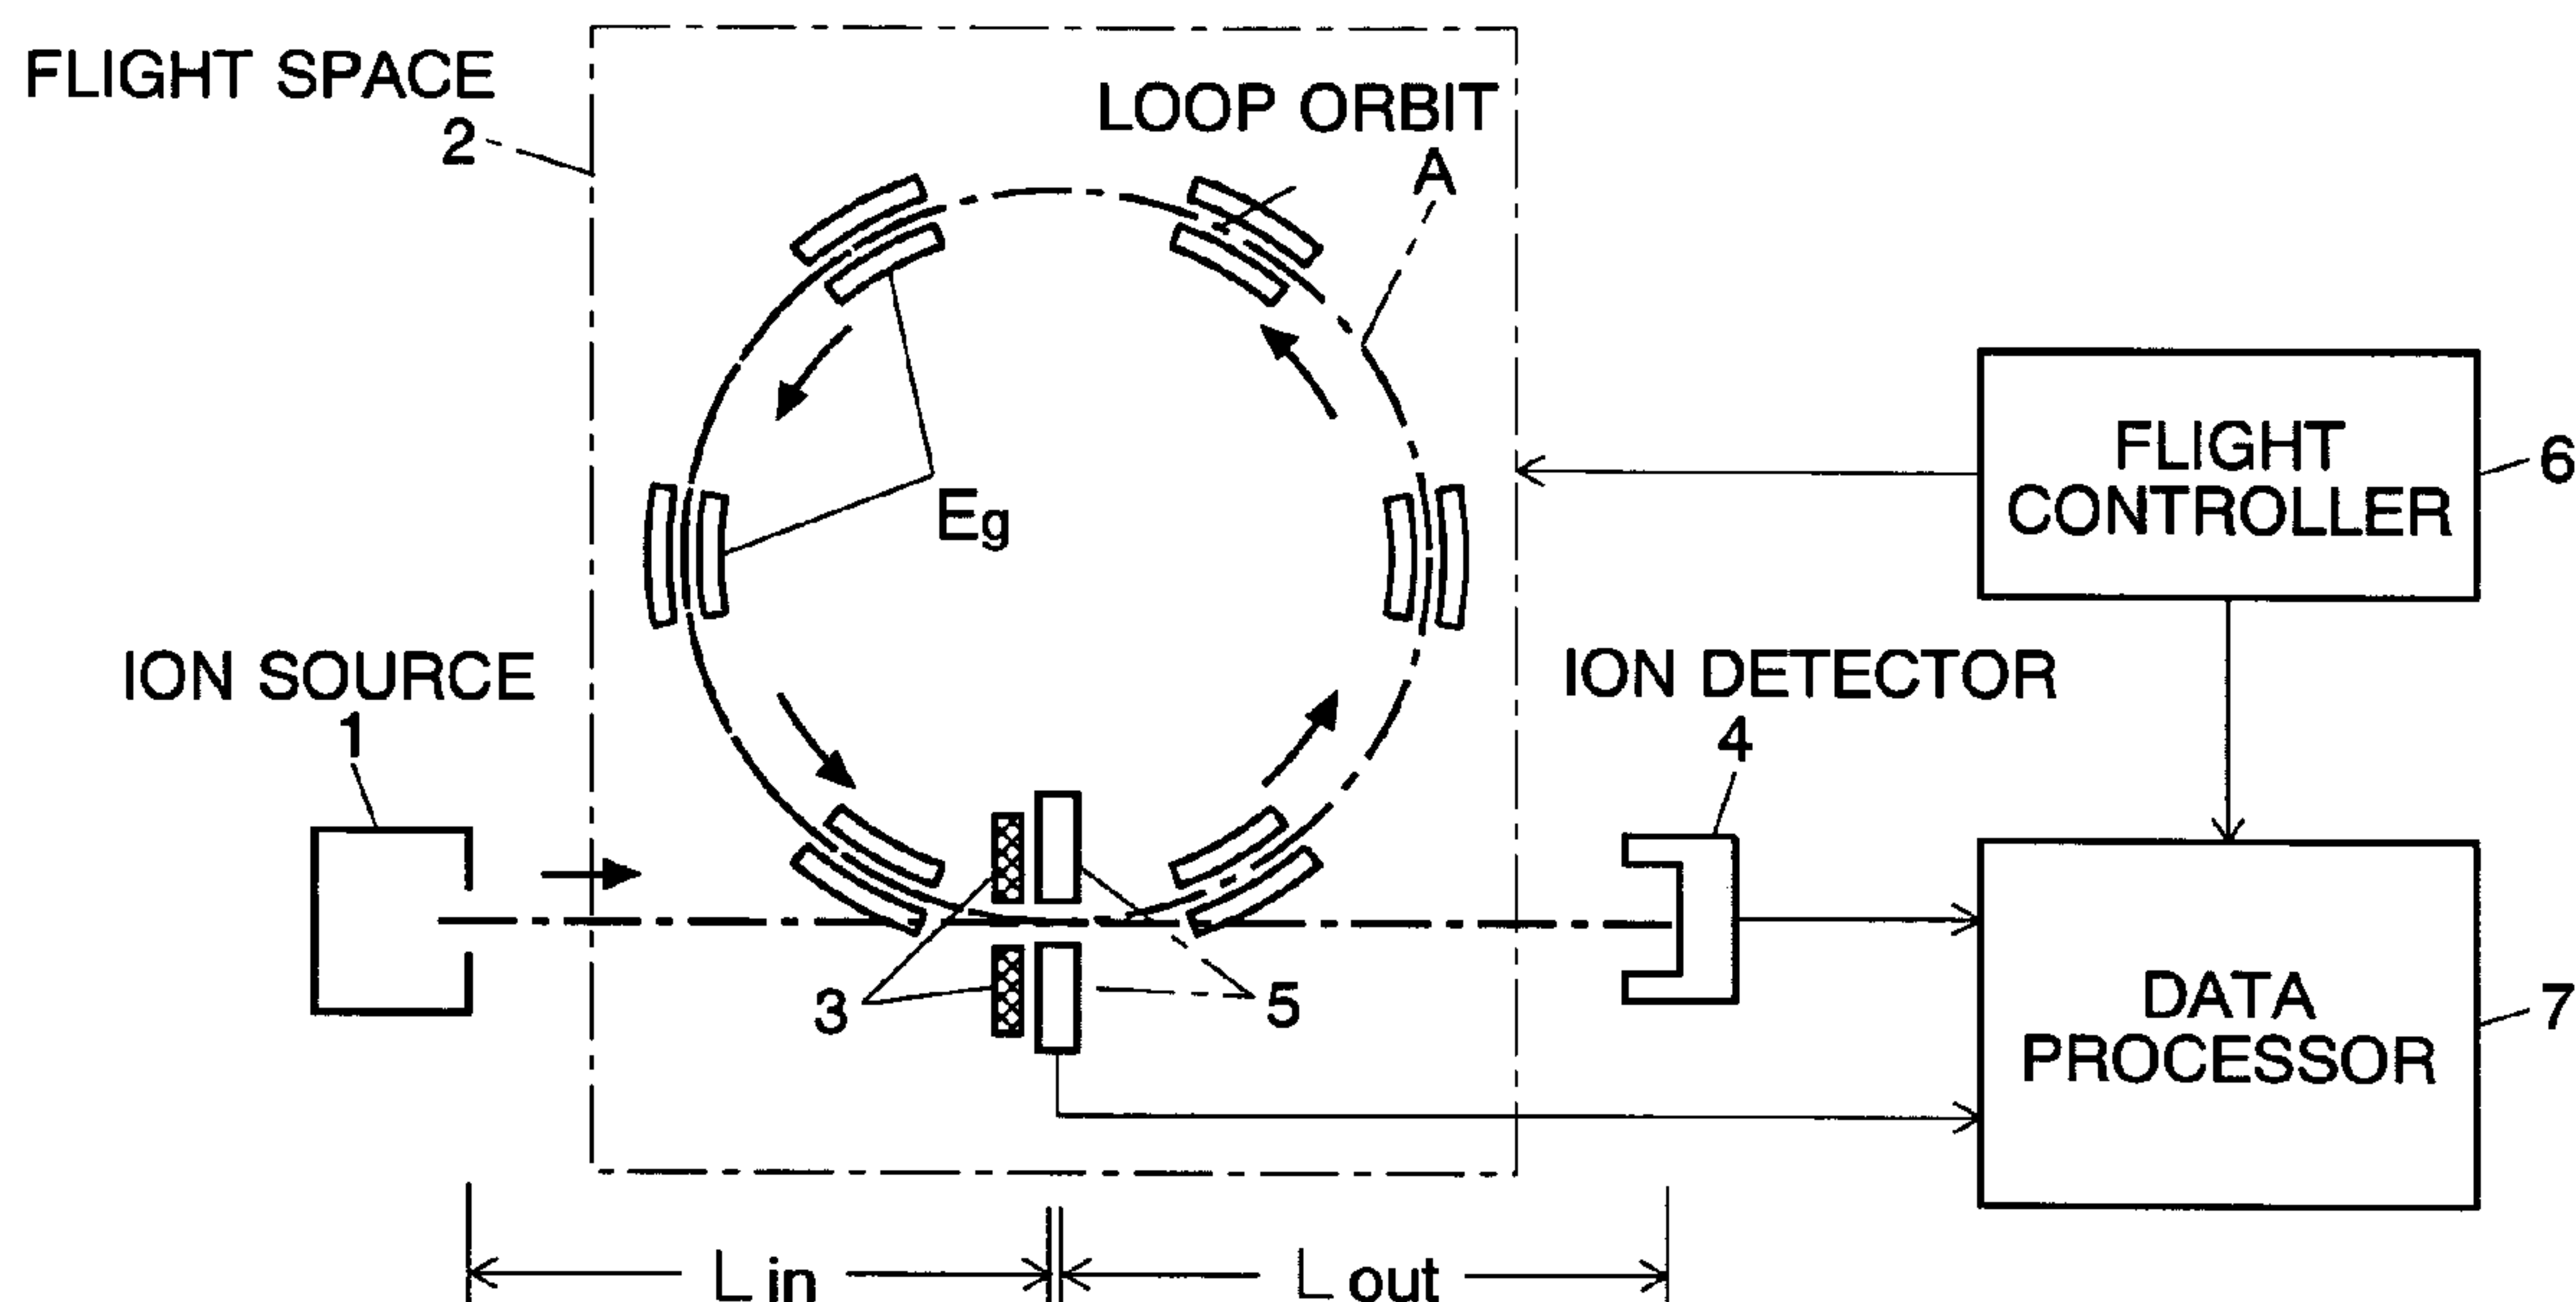 FLIGHT SPACE
2
LOOP ORBIT
A
FLIGHT
CONTROLLER
6
Eg
ION SOURCE
1
ION DETECTOR
4
3
5
DATA
PROCESSOR
7
Lin
Lout